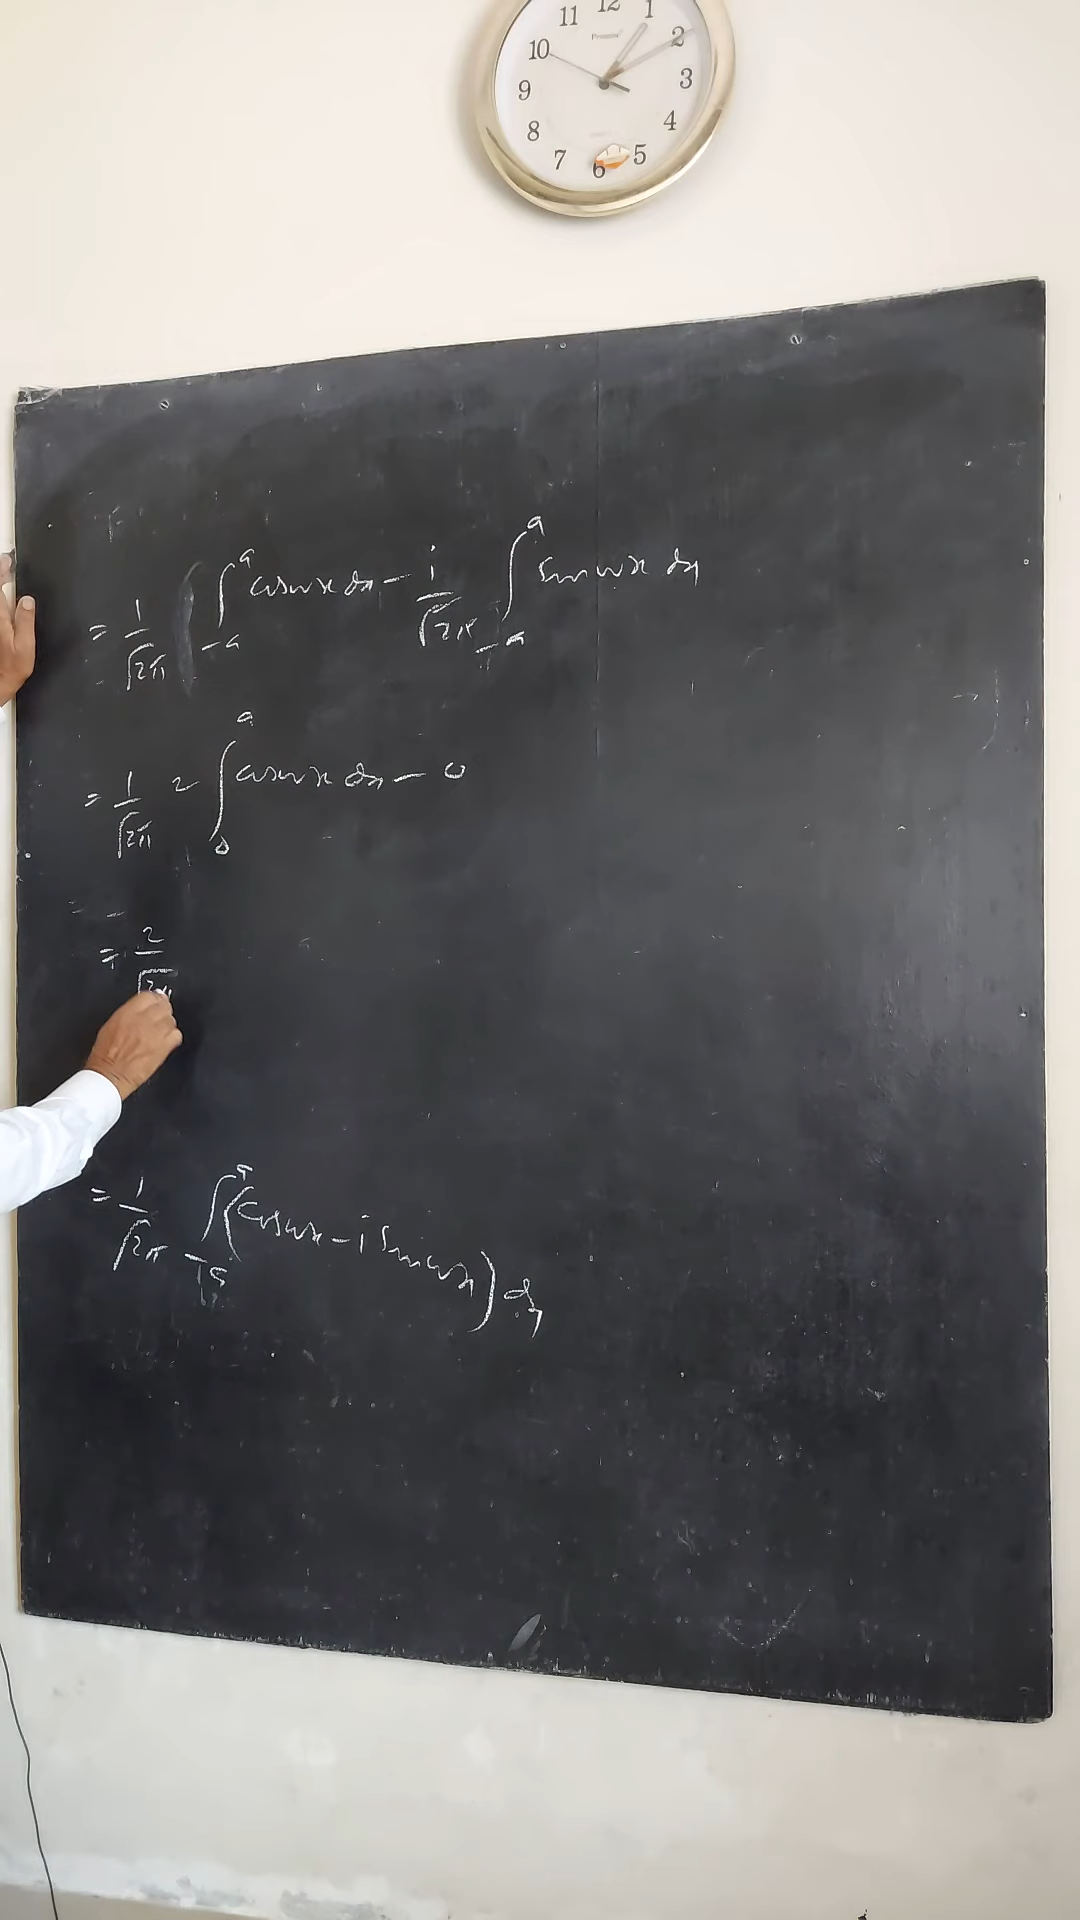 11 12 1
10 2
9 3
8 4
7 6 5
F
= 1/√2π ( ∫_{-a}^{a} cos wx dx - i/√2π ∫_{-a}^{a} sin wx dx
= 1/√2π 2 ∫_{0}^{a} cos wx dx - 0
= 2/√2π
= 1/√2π ∫_{-a}^{a} (cos wx - i sin wx) dx